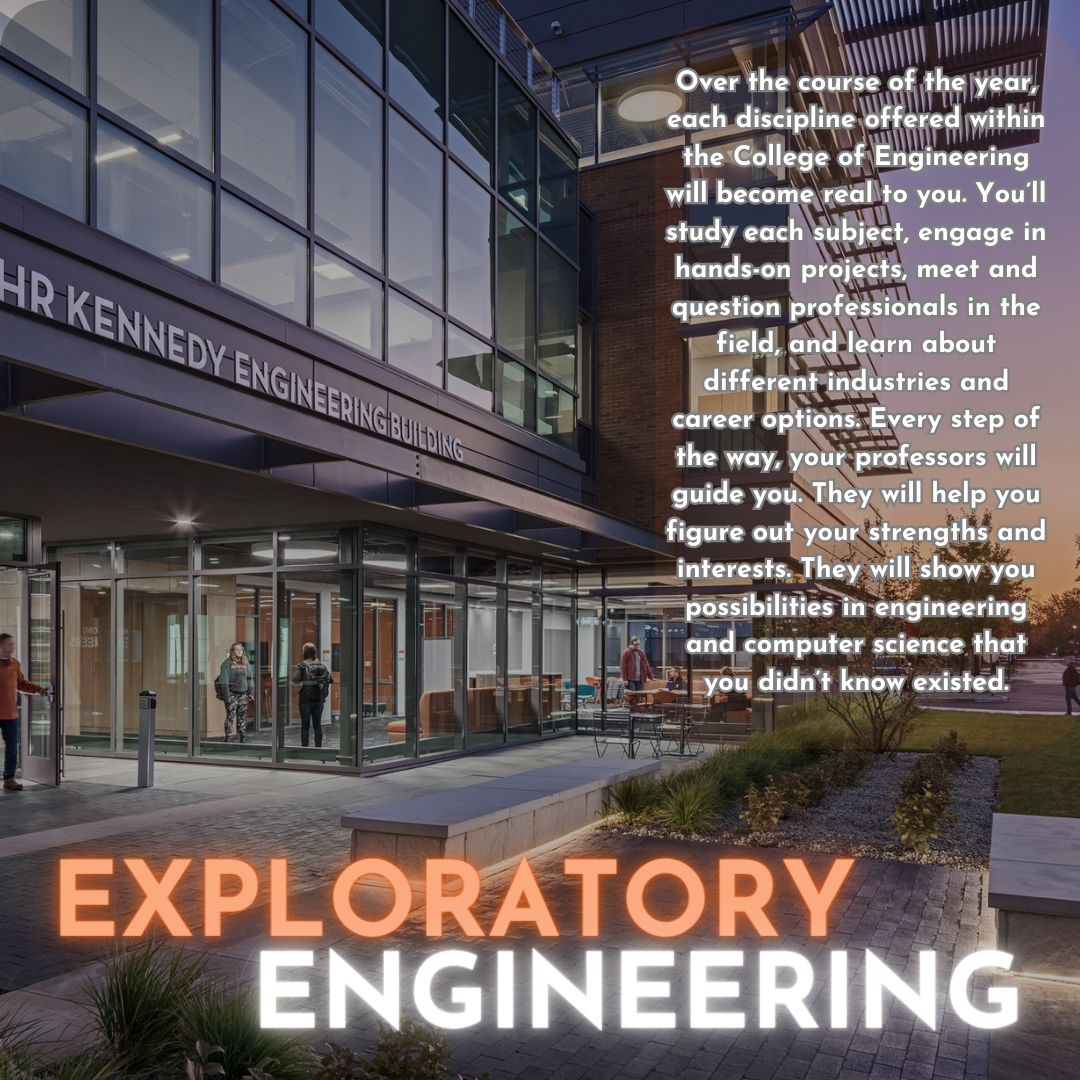 Over the course of the year,
each discipline offered within
the College of Engineering
will become real to you. You’ll
study each subject, engage in
hands-on projects, meet and
question professionals in the
field, and learn about
different industries and
career options. Every step of
the way, your professors will
guide you. They will help you
figure out your strengths and
interests. They will show you
possibilities in engineering
and computer science that
you didn’t know existed.
HR KENNEDY ENGINEERING BUILDING
EXPLORATORY
ENGINEERING